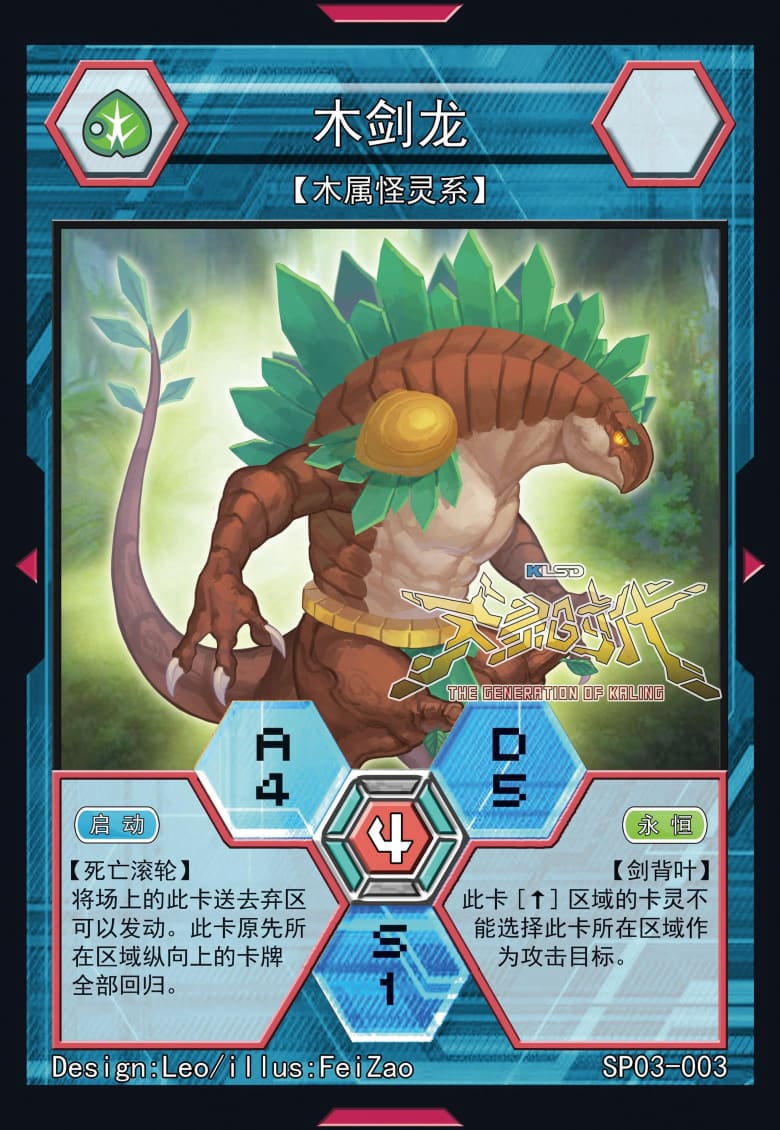 木剑龙
【木属怪灵系】
KLSD
卡灵时代
THE GENERATION OF KALING
A
4
D
5
4
S
1
启动
【死亡滚轮】
将场上的此卡送去弃区
可以发动。此卡原先所
在区域纵向上的卡牌
全部回归。
永恒
【剑背叶】
此卡[↑]区域的卡灵不
能选择此卡所在区域作
为攻击目标。
Design:Leo/illus:FeiZao
SP03-003